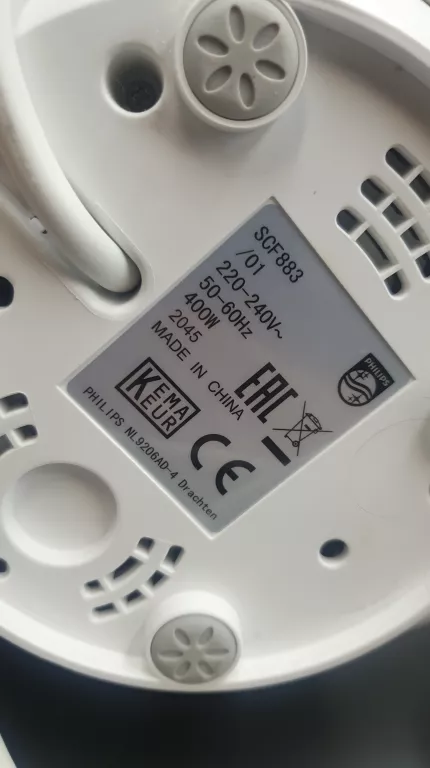 SCF883
/01
220-240V~
50-60Hz
400W
2045
MADE IN CHINA
KEMA
KEUR
EAC
CE
PHILIPS
PHILIPS NL9206AD-4 Drachten